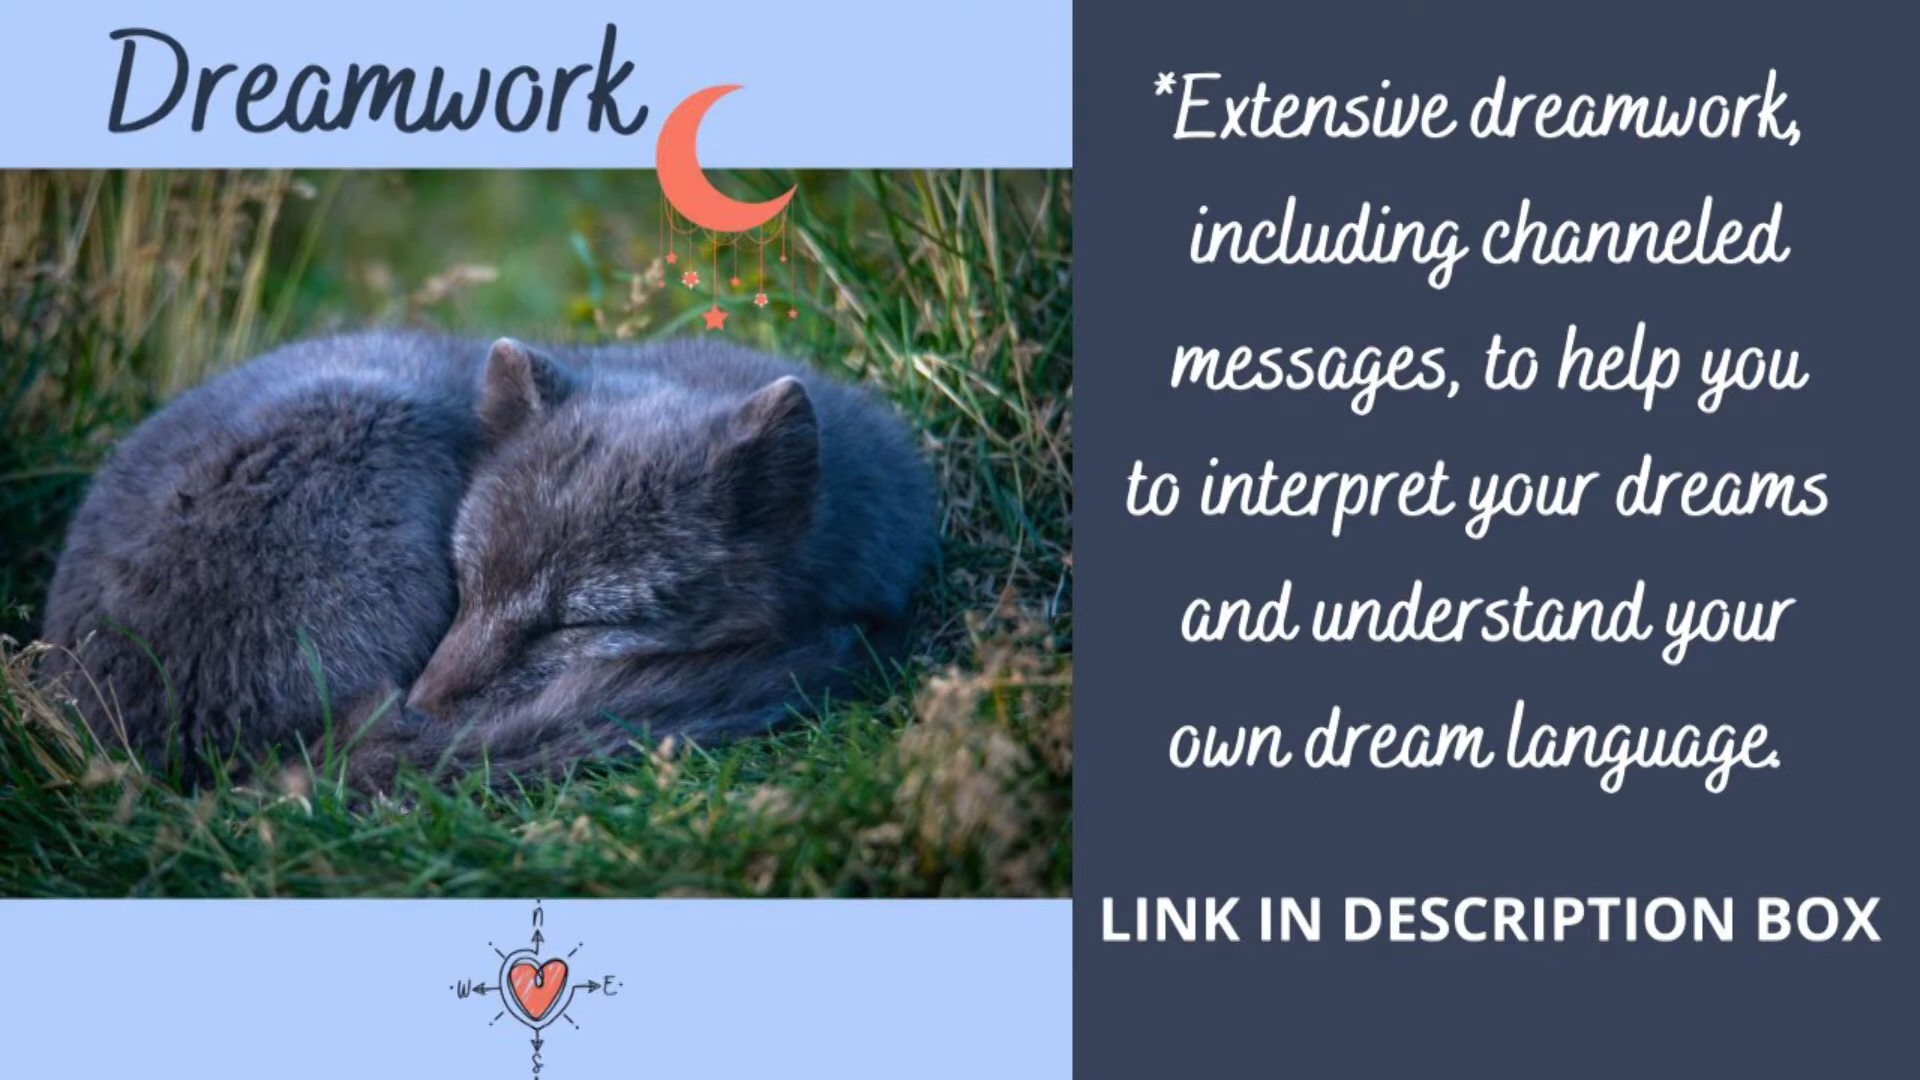 Dreamwork
*Extensive dreamwork,
including channeled
messages, to help you
to interpret your dreams
and understand your
own dream language.
LINK IN DESCRIPTION BOX
n
W E
S